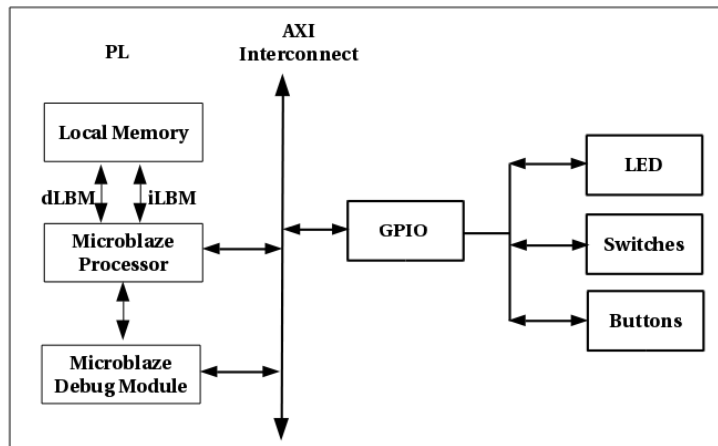 PL
AXI
Interconnect
Local Memory
dLBM
iLBM
Microblaze
Processor
Microblaze
Debug Module
GPIO
LED
Switches
Buttons